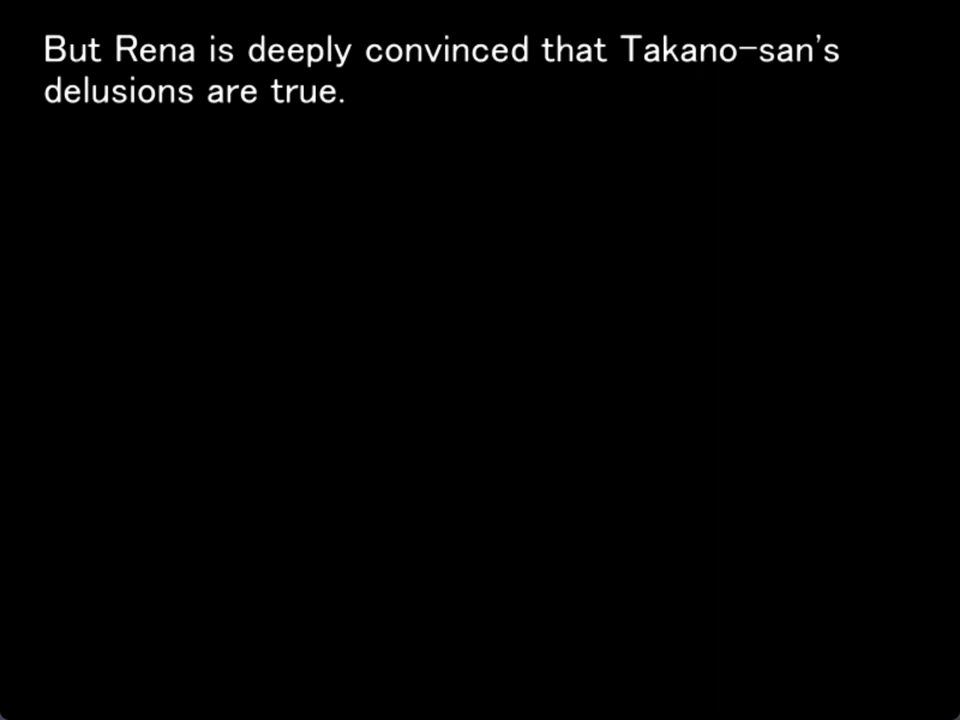 But Rena is deeply convinced that Takano-san's
delusions are true.